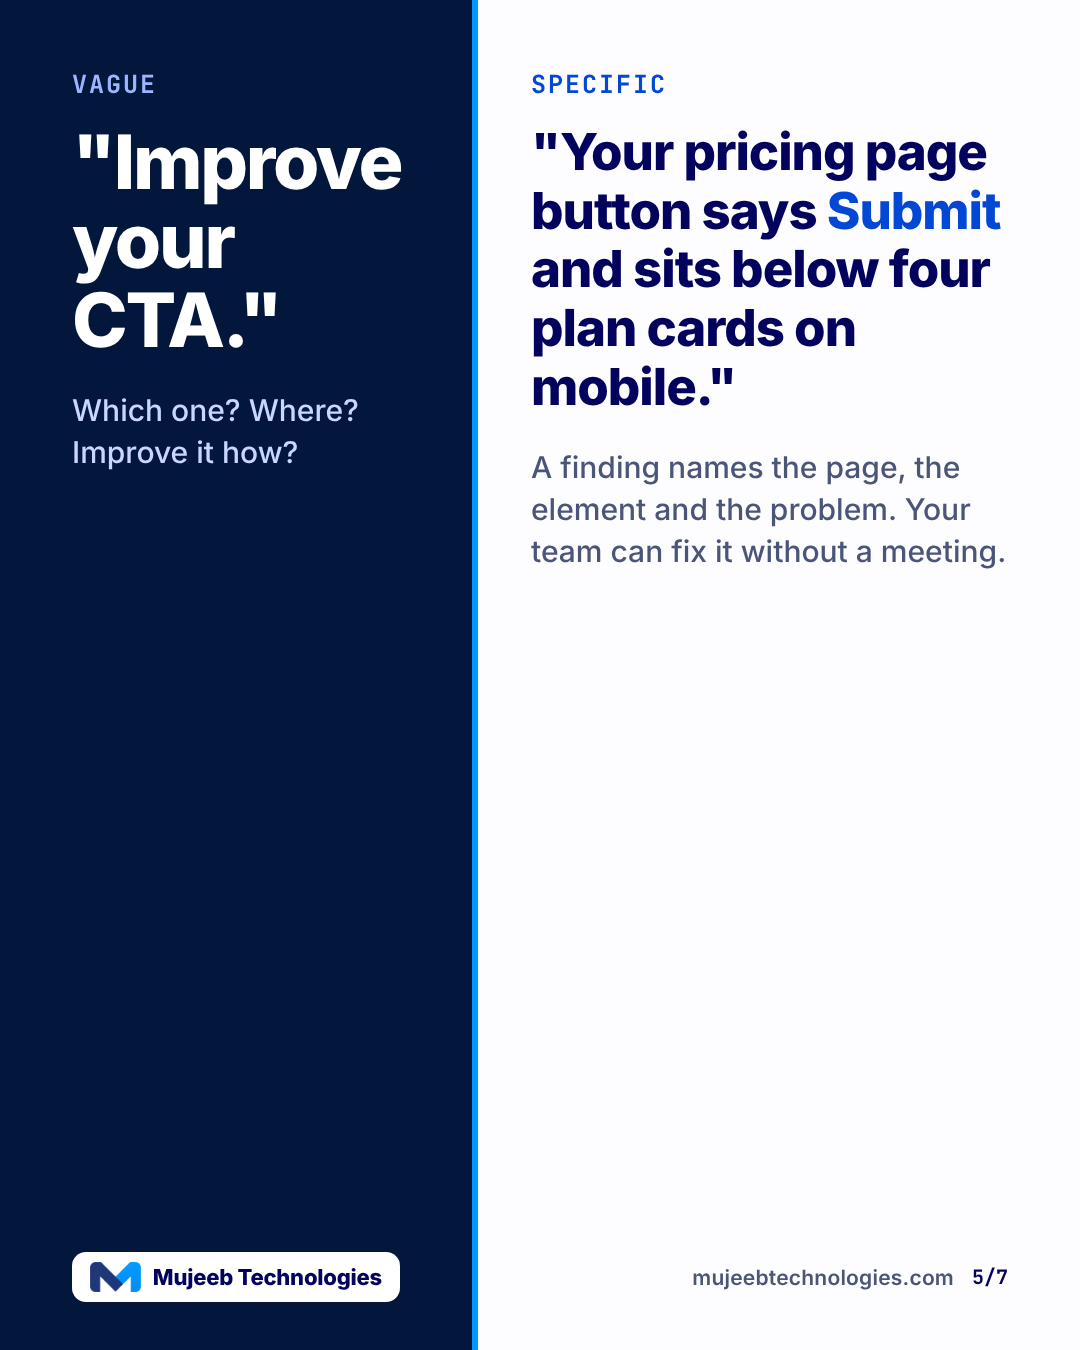 VAGUE
"Improve
your
CTA."
Which one? Where?
Improve it how?
SPECIFIC
"Your pricing page
button says Submit
and sits below four
plan cards on
mobile."
A finding names the page, the
element and the problem. Your
team can fix it without a meeting.
Mujeeb Technologies
mujeebtechnologies.com 5/7